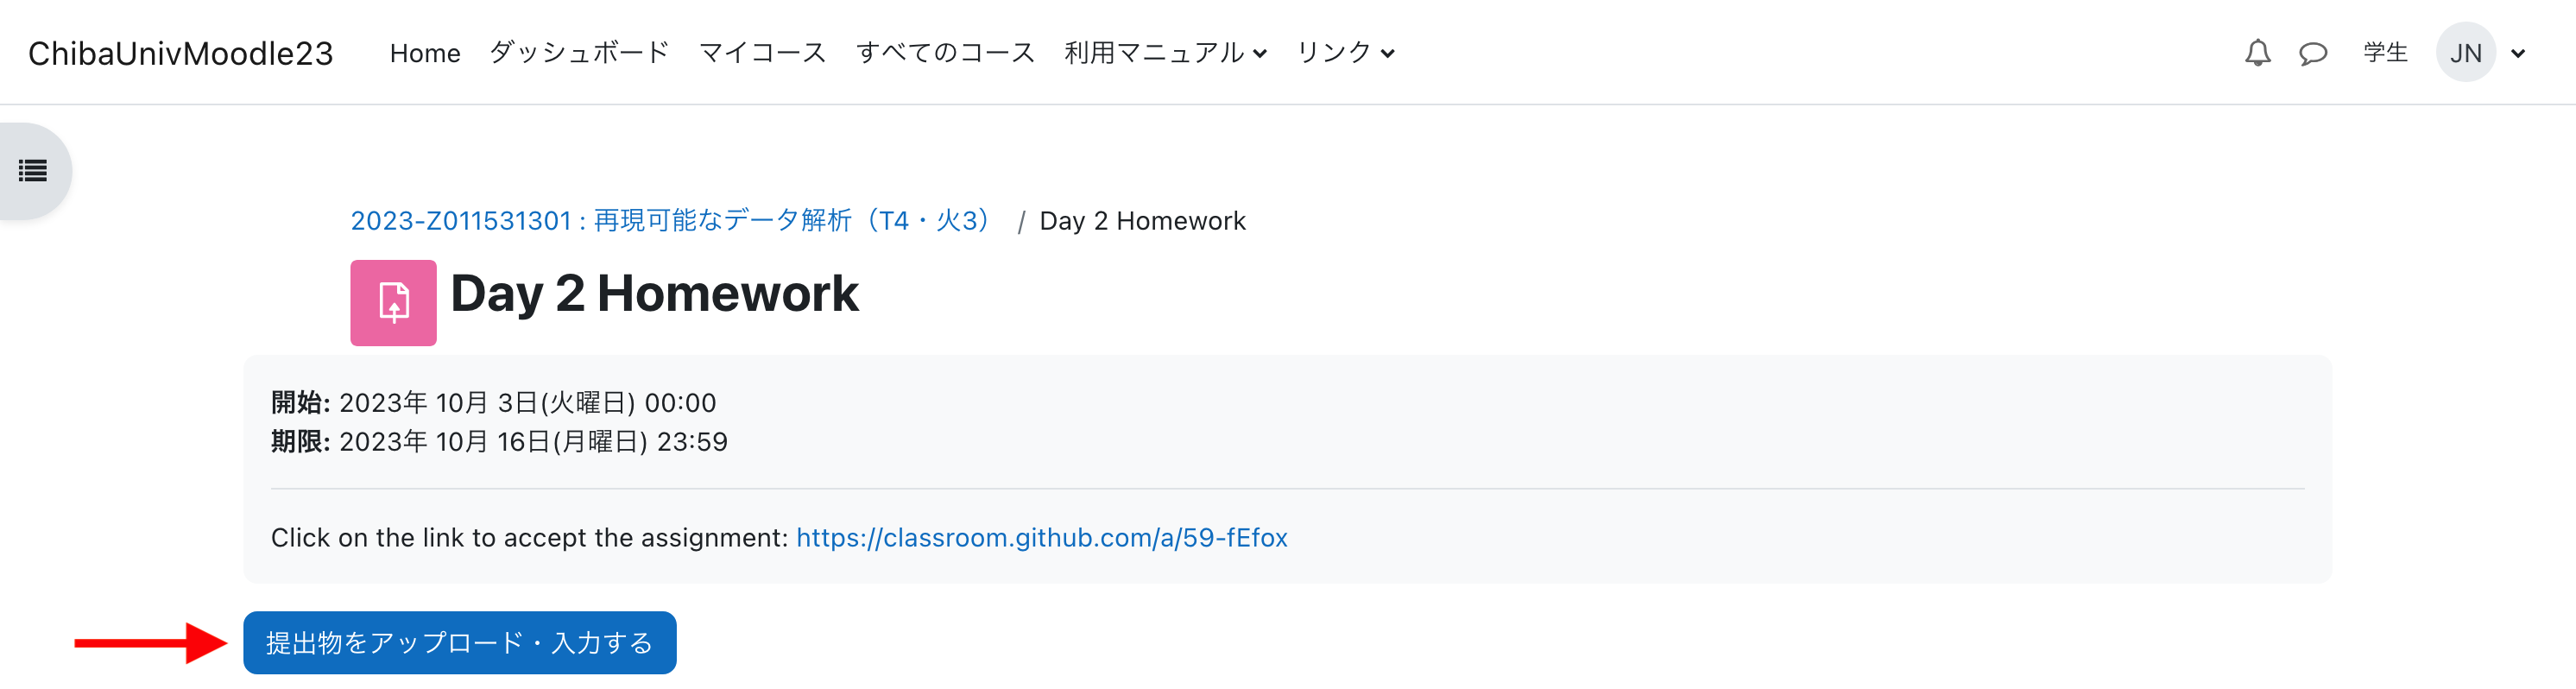 ChibaUnivMoodle23 Home ダッシュボード マイコース すべてのコース 利用マニュアル リンク 学生 JN
2023-Z011531301 : 再現可能なデータ解析（T4・火3） / Day 2 Homework
Day 2 Homework
開始: 2023年 10月 3日(火曜日) 00:00
期限: 2023年 10月 16日(月曜日) 23:59
Click on the link to accept the assignment: https://classroom.github.com/a/59-fEfox
提出物をアップロード・入力する